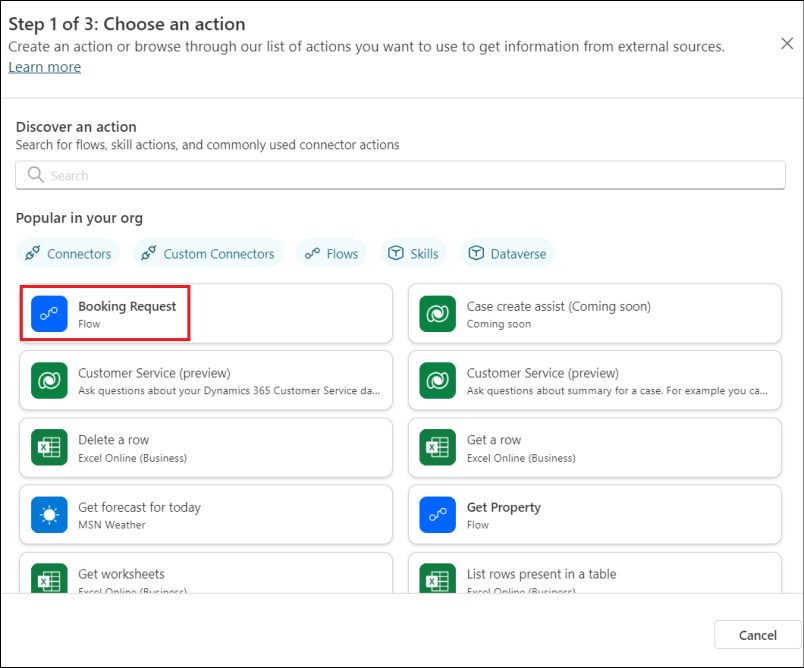 Step 1 of 3: Choose an action
Create an action or browse through our list of actions you want to use to get information from external sources.
Learn more
Discover an action
Search for flows, skill actions, and commonly used connector actions
Search
Popular in your org
Connectors
Custom Connectors
Flows
Skills
Dataverse
Booking Request
Flow
Case create assist (Coming soon)
Coming soon
Customer Service (preview)
Ask questions about your Dynamics 365 Customer Service da...
Customer Service (preview)
Ask questions about summary for a case. For example you ca...
Delete a row
Excel Online (Business)
Get a row
Excel Online (Business)
Get forecast for today
MSN Weather
Get Property
Flow
Get worksheets
Excel Online (Business)
List rows present in a table
Excel Online (Business)
Cancel